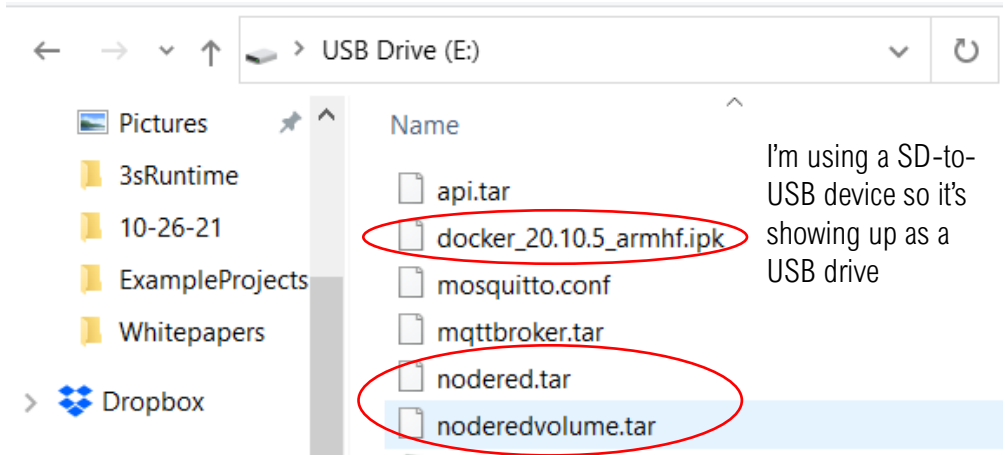 USB Drive (E:)
Pictures
3sRuntime
10-26-21
ExampleProjects
Whitepapers
Dropbox
Name
api.tar
docker_20.10.5_armhf.ipk
mosquitto.conf
mqttbroker.tar
nodered.tar
noderedvolume.tar
I'm using a SD-to-
USB device so it's
showing up as a
USB drive